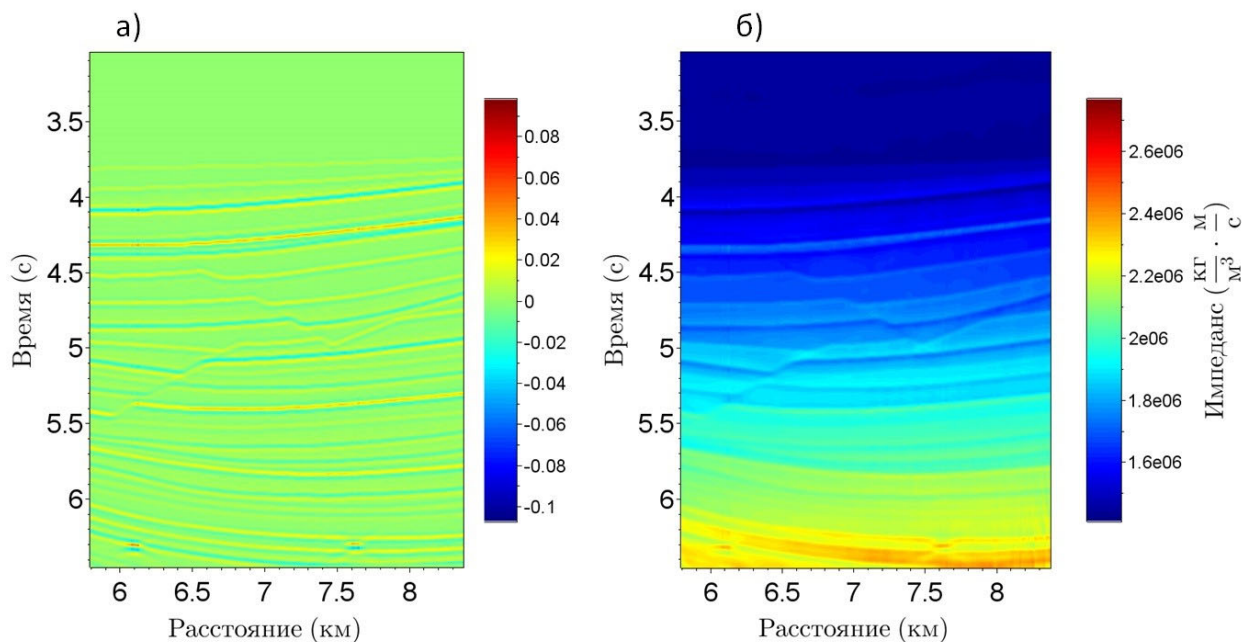 а)
3.5
4
4.5
5
5.5
6
Время (с)
6 6.5 7 7.5 8
Расстояние (км)
0.08
0.06
0.04
0.02
0
-0.02
-0.04
-0.06
-0.08
-0.1
б)
3.5
4
4.5
5
5.5
6
Время (с)
6 6.5 7 7.5 8
Расстояние (км)
2.6e06
2.4e06
2.2e06
2e06
1.8e06
1.6e06
Импеданс (кг/м³ · м/с)